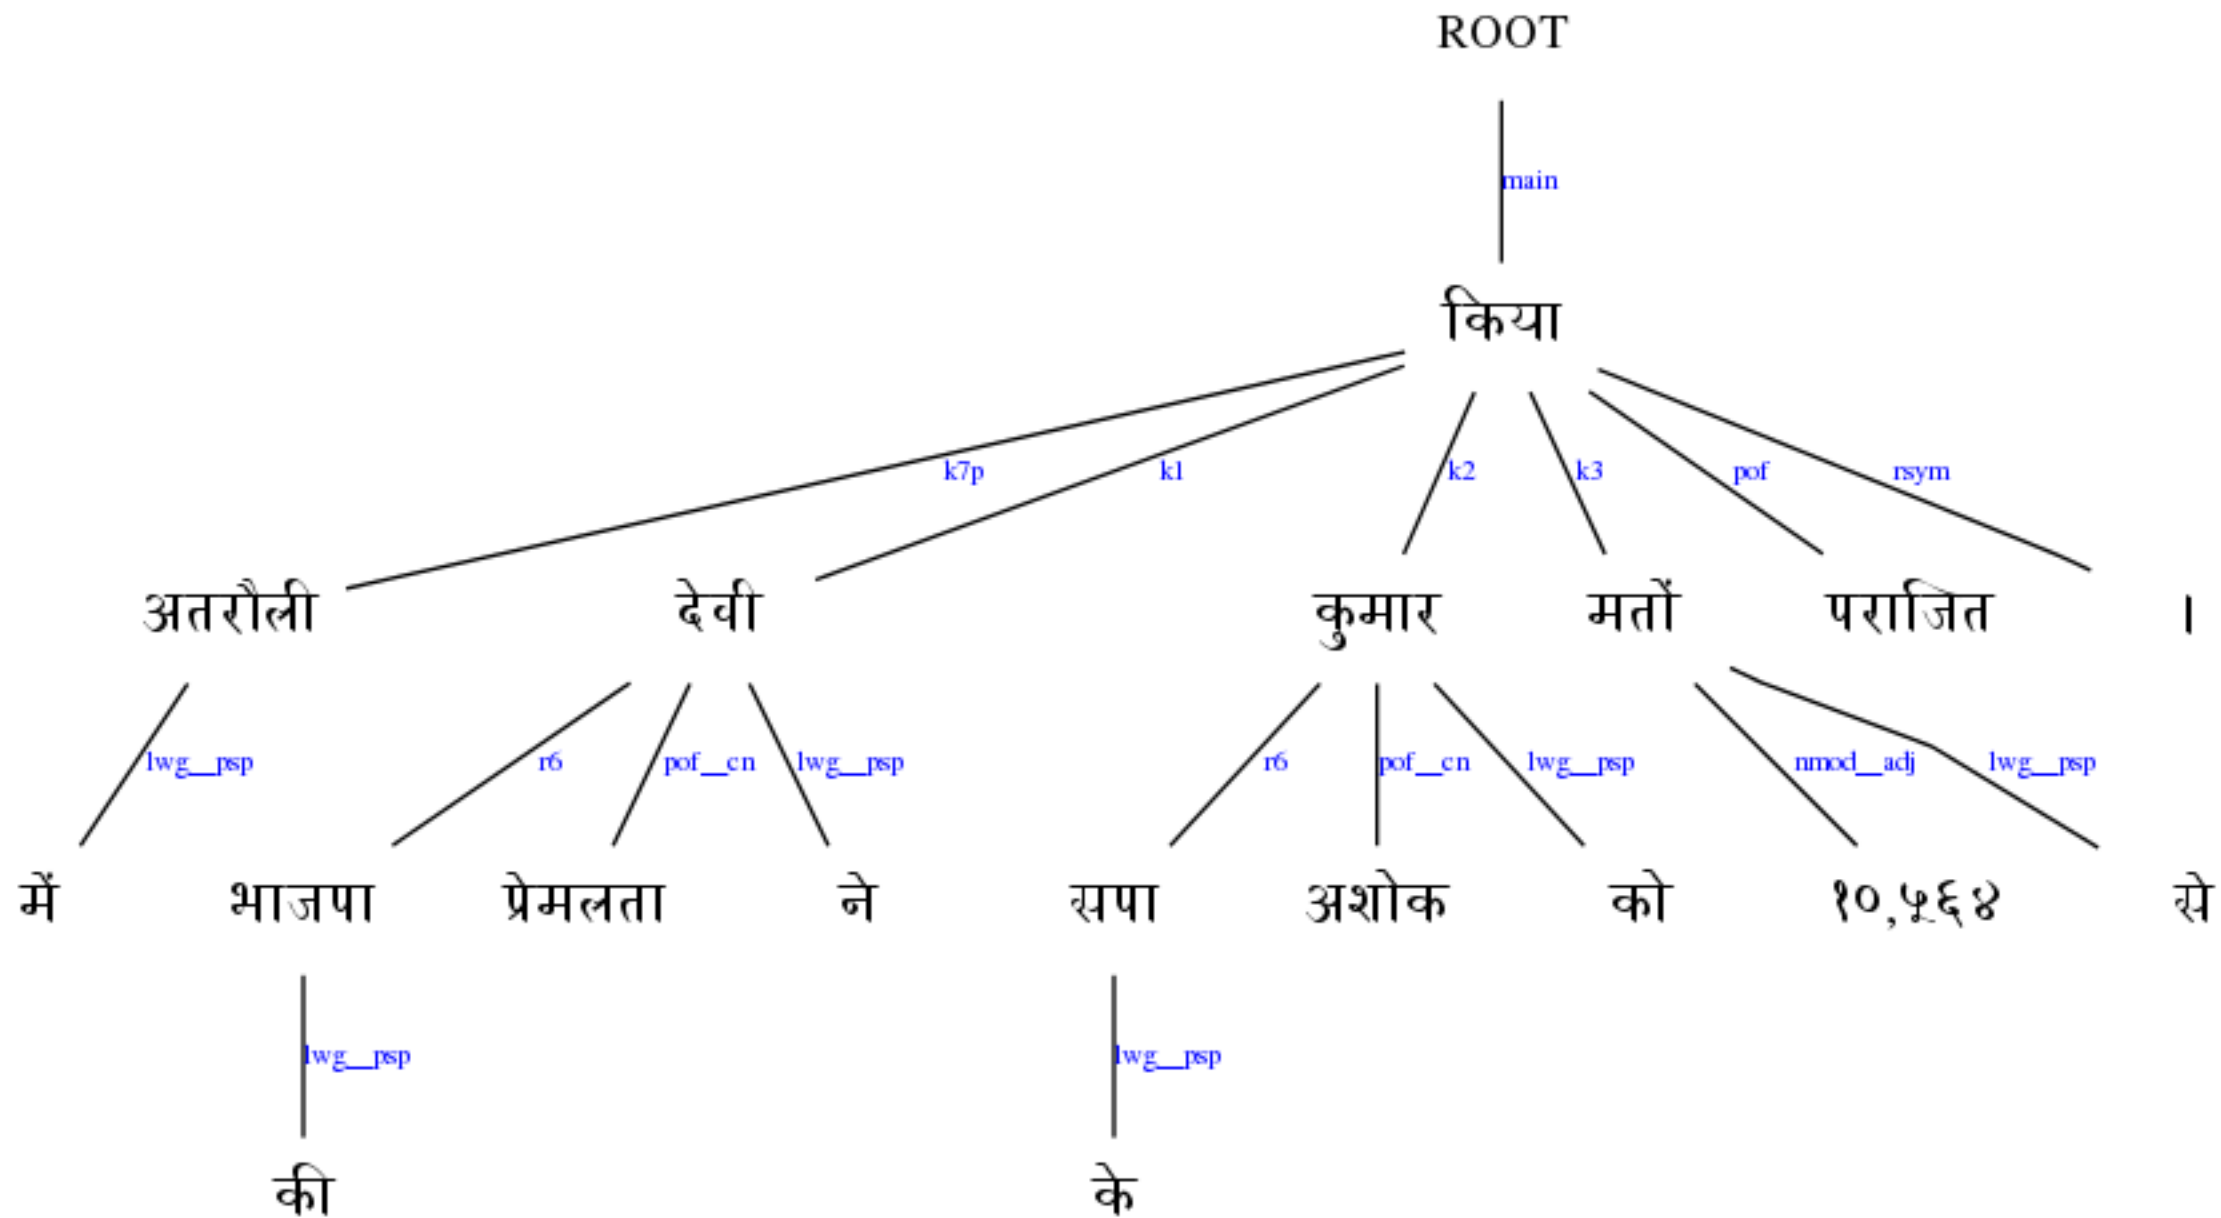 ROOT
main
किया
k7p k1 k2 k3 pof rsym
अतरौली देवी कुमार मतों पराजित ।
lwg__psp r6 pof__cn lwg__psp r6 pof__cn lwg__psp nmod__adj lwg__psp
में भाजपा प्रेमलता ने सपा अशोक को १०,५६४ से
lwg__psp lwg__psp
की के